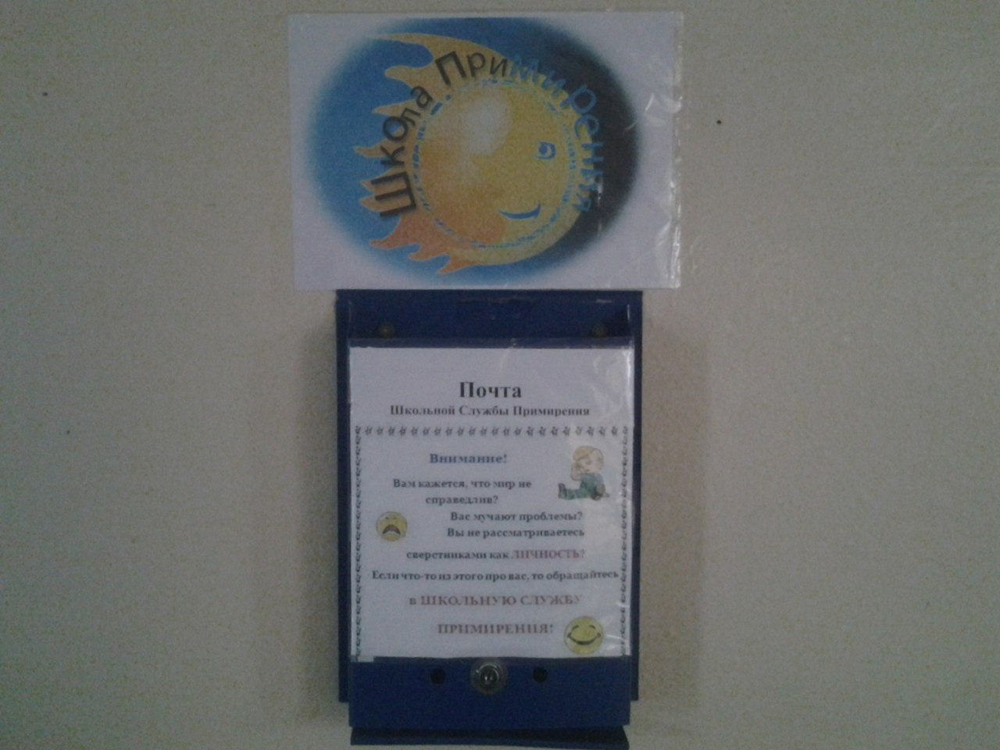 Школа Примирения
Почта
Школьной Службы Примирения
Внимание!
Вам кажется, что мир не
справедлив?
Вас мучают проблемы?
Вы не рассматриваетесь
сверстниками как ЛИЧНОСТЬ?
Если что-то из этого про вас, то обращайтесь
в ШКОЛЬНУЮ СЛУЖБУ
ПРИМИРЕНИЯ!